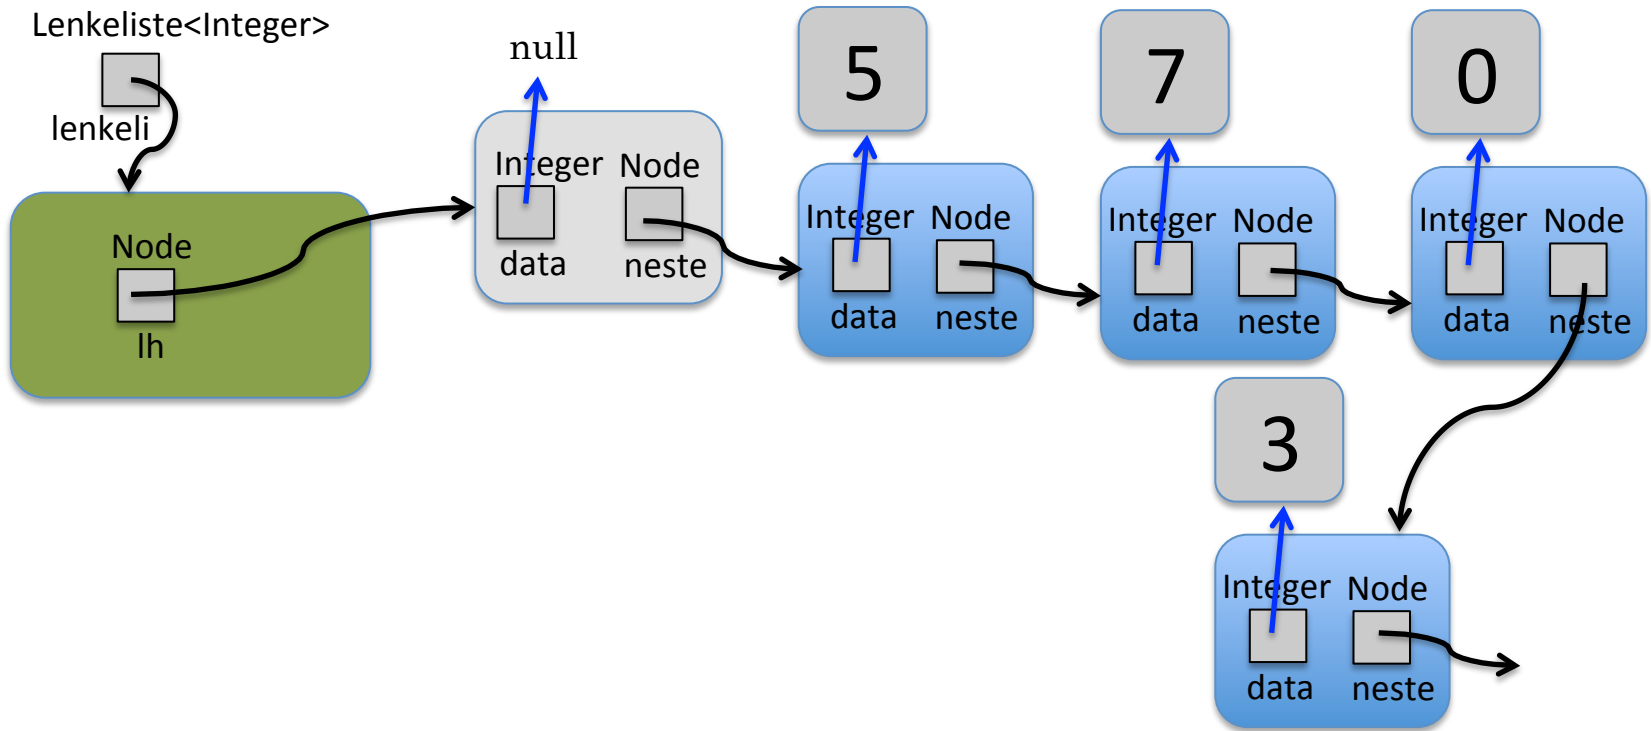 Lenkeliste<Integer>
lenkeli
Node
lh
null
Integer Node
data neste
5
Integer Node
data neste
7
Integer Node
data neste
0
Integer Node
data neste
3
Integer Node
data neste